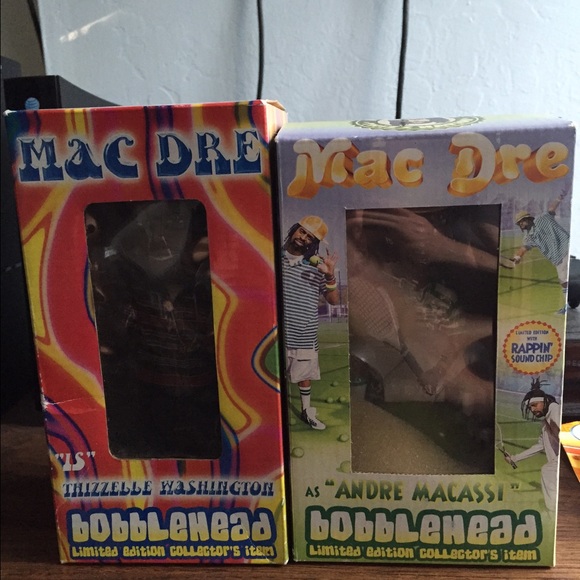 MAC DRE
"IS"
THIZZELLE WASHINGTON
bobblehead
Limited edition collector's item
Mac Dre
LIMITED EDITION
WITH
RAPPIN'
SOUND CHIP
AS "ANDRE MACASSI"
bobblehead
Limited edition collector's item